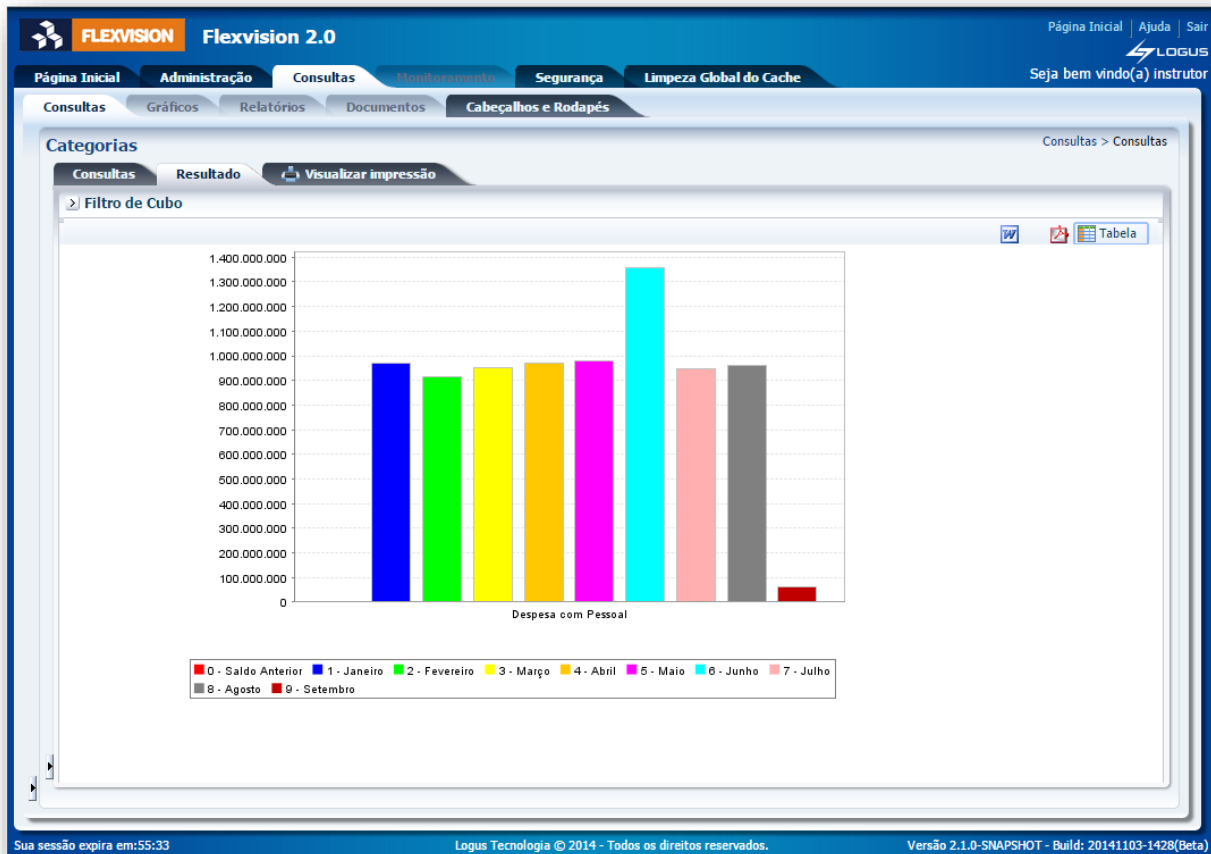 FLEXVISION Flexvision 2.0
Página Inicial Ajuda Sair
LOGUS
Seja bem vindo(a) instrutor
Página Inicial Administração Consultas Monitoramento Segurança Limpeza Global do Cache
Consultas Gráficos Relatórios Documentos Cabeçalhos e Rodapés
Categorias
Consultas > Consultas
Consultas Resultado Visualizar impressão
Filtro de Cubo
W Tabela
1.400.000.000
1.300.000.000
1.200.000.000
1.100.000.000
1.000.000.000
900.000.000
800.000.000
700.000.000
600.000.000
500.000.000
400.000.000
300.000.000
200.000.000
100.000.000
0
Despesa com Pessoal
0 - Saldo Anterior 1 - Janeiro 2 - Fevereiro 3 - Março 4 - Abril 5 - Maio 6 - Junho 7 - Julho
8 - Agosto 9 - Setembro
Sua sessão expira em:55:33 Logus Tecnologia © 2014 - Todos os direitos reservados. Versão 2.1.0-SNAPSHOT - Build: 20141103-1428(Beta)